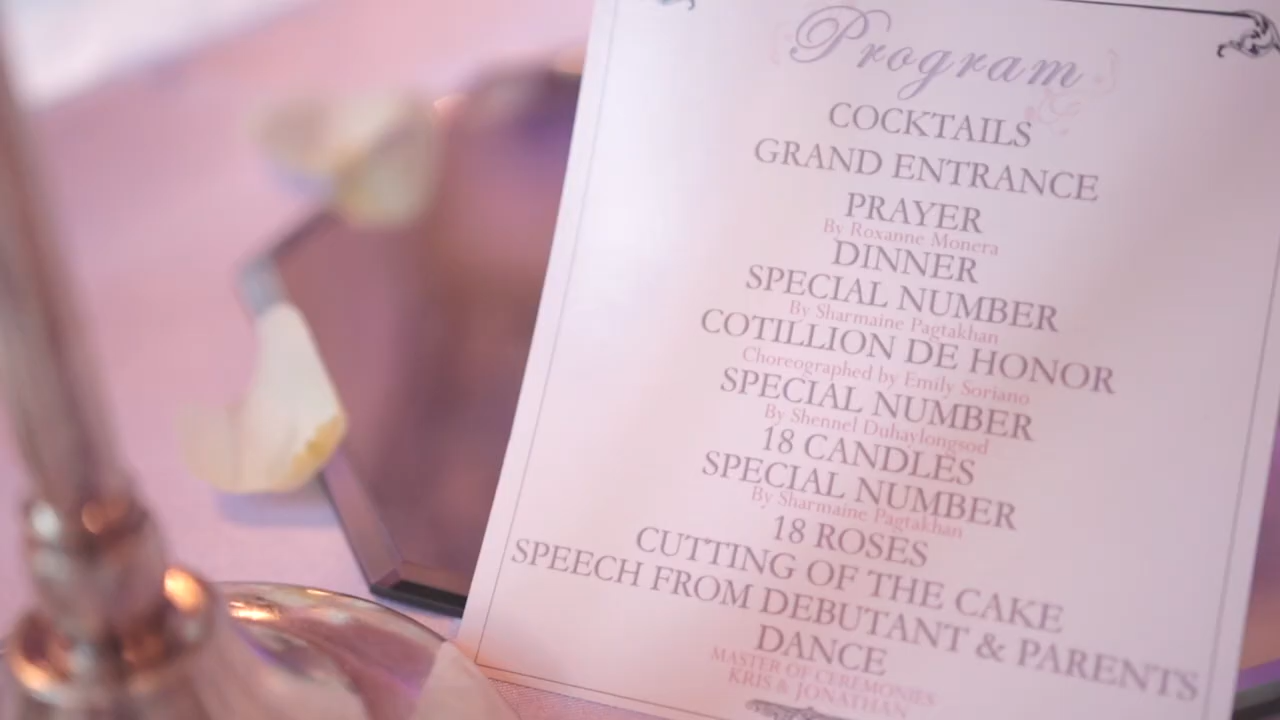 Program
COCKTAILS
GRAND ENTRANCE
PRAYER
By Roxanne Monera
DINNER
SPECIAL NUMBER
By Sharmaine Pagtakhan
COTILLION DE HONOR
Choreographed by Emily Soriano
SPECIAL NUMBER
By Shennel Duhaylongsod
18 CANDLES
SPECIAL NUMBER
By Sharmaine Pagtakhan
18 ROSES
CUTTING OF THE CAKE
SPEECH FROM DEBUTANT & PARENTS
DANCE
MASTER OF CEREMONIES
KRIS & JONATHAN